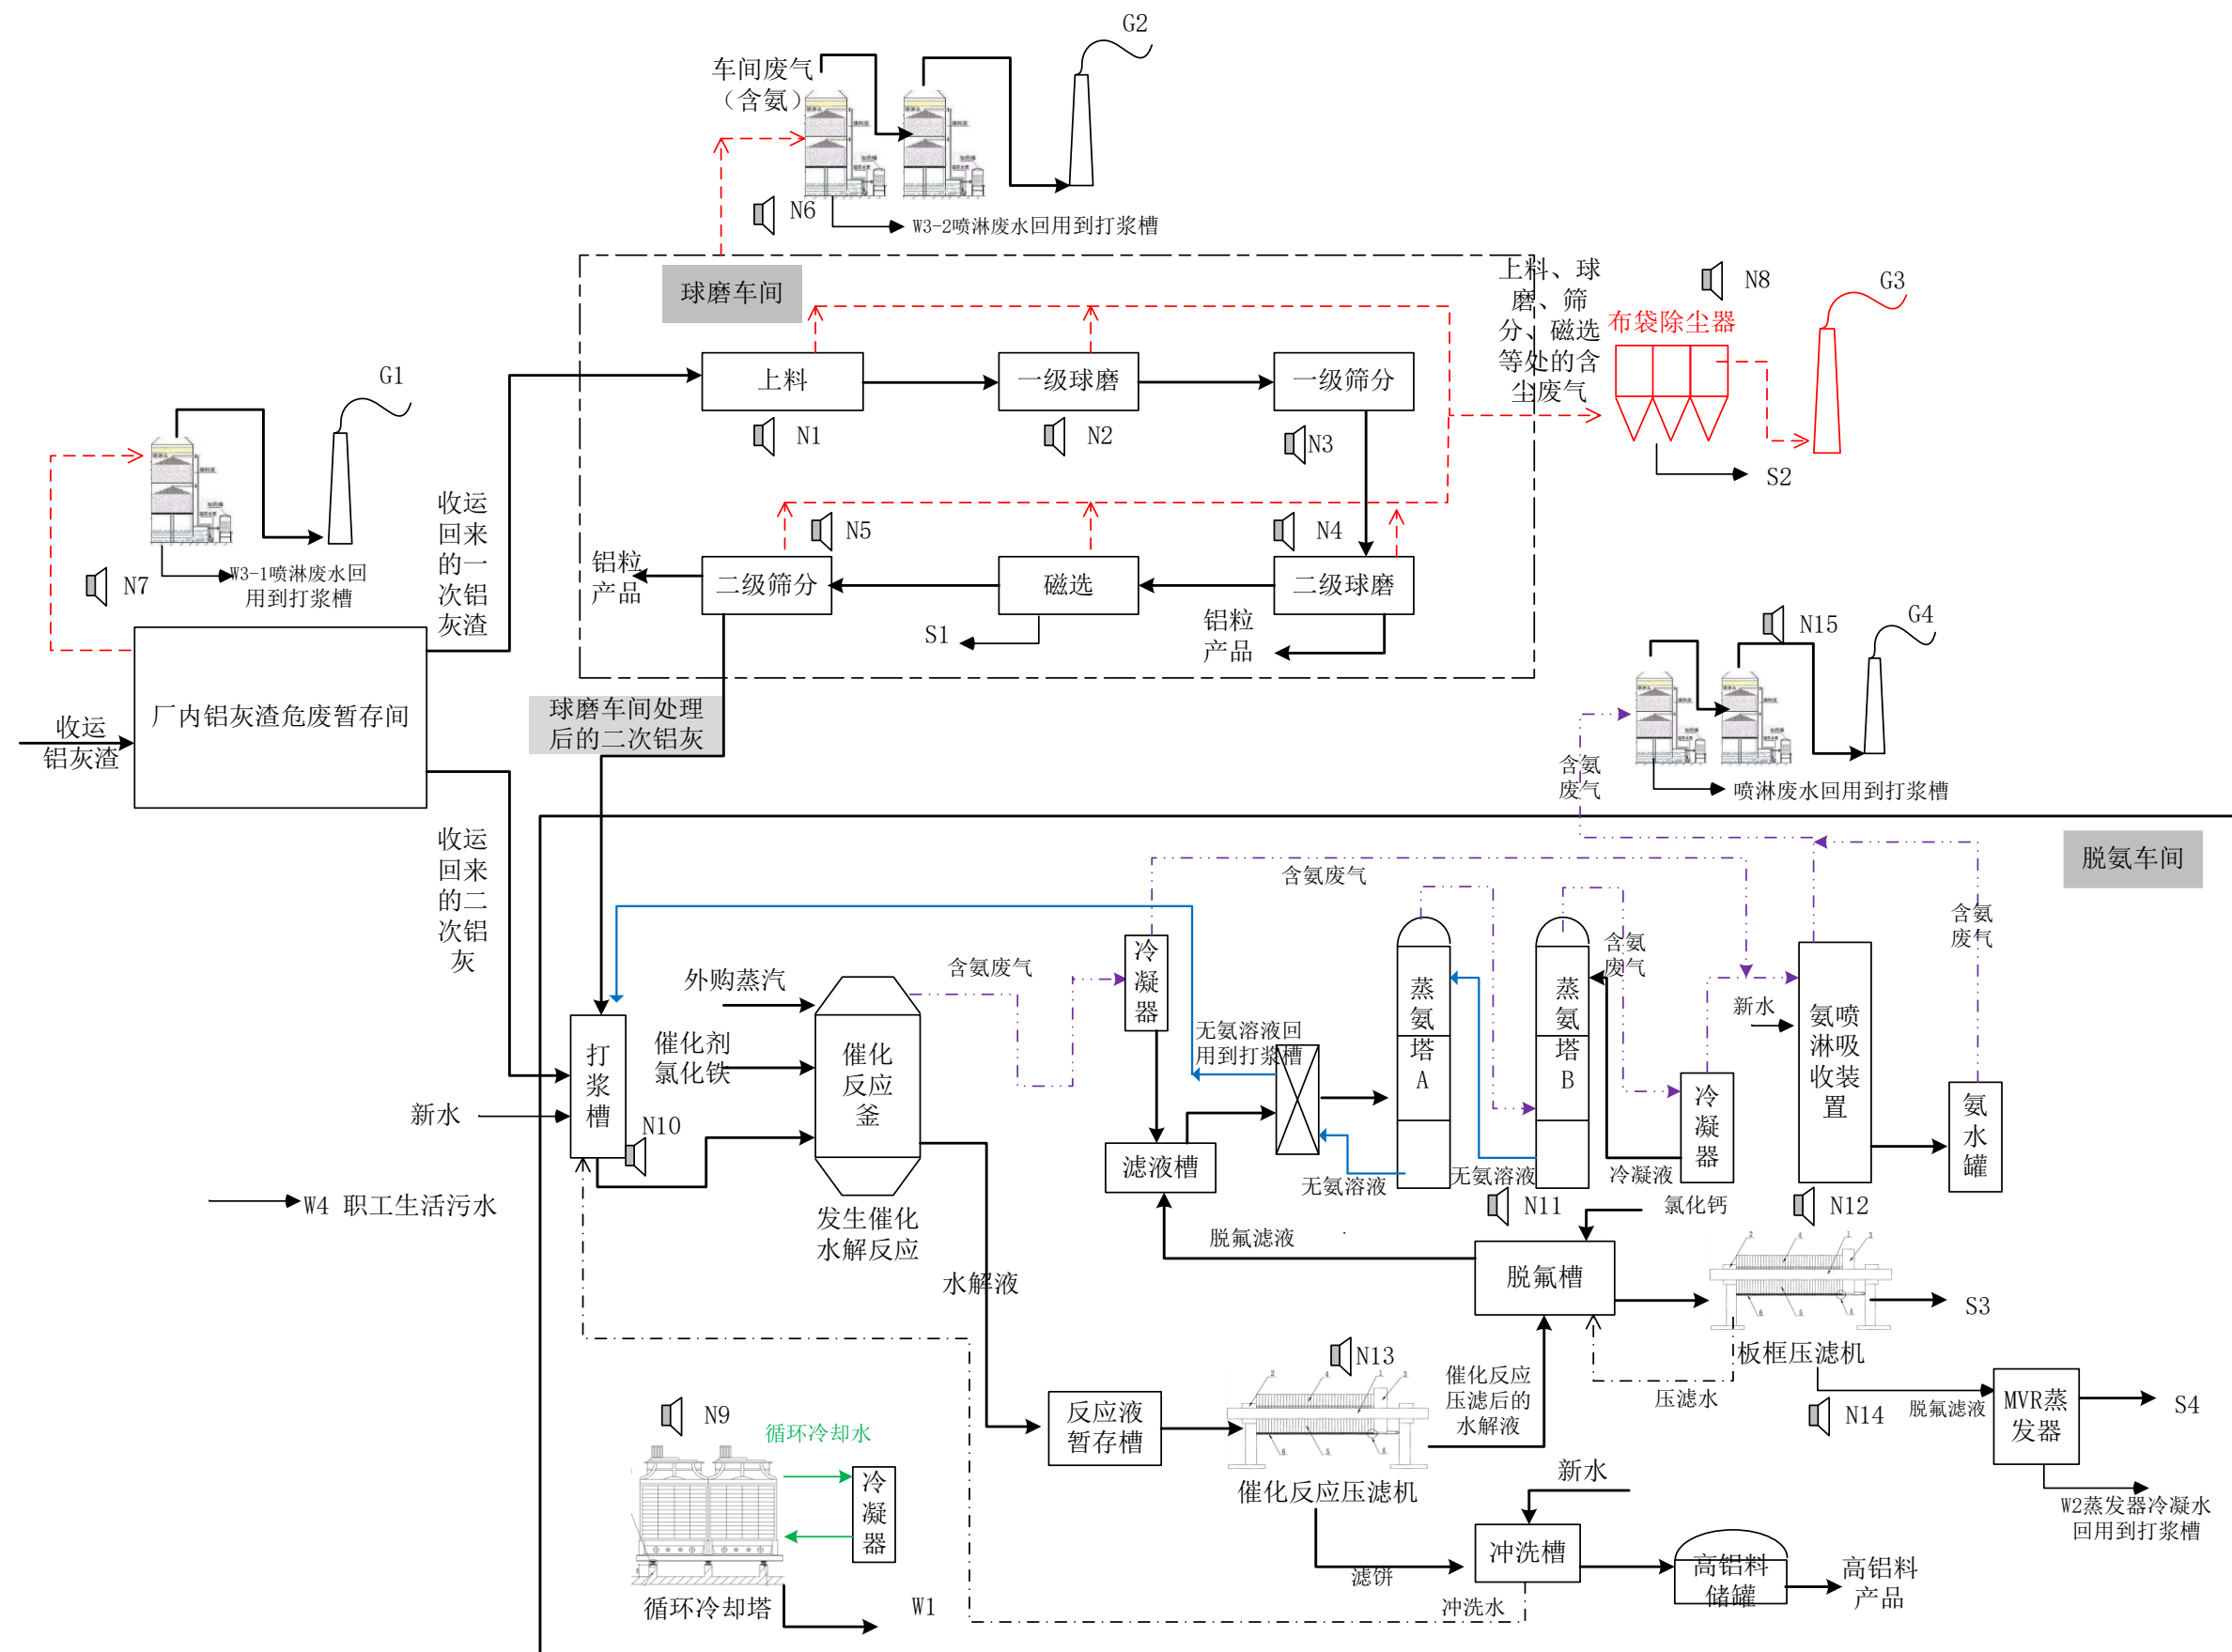 G2
车间废气
（含氨）
N6
W3-2喷淋废水回用到打浆槽
球磨车间
上料、球
磨、筛
分、磁选
等处的含
尘废气
N8
G3
布袋除尘器
S2
上料
一级球磨
一级筛分
N1
N2
N3
G1
N7
W3-1喷淋废水回
用到打浆槽
收运
回来
的一
次铝
灰渣
N5
N4
铝粒
产品
二级筛分
磁选
二级球磨
S1
铝粒
产品
厂内铝灰渣危废暂存间
收运
铝灰渣
球磨车间处理
后的二次铝灰
N15
G4
含氨
废气
喷淋废水回用到打浆槽
收运
回来
的二
次铝
灰
脱氨车间
含氨废气
外购蒸汽
催化剂
氯化铁
含氨废气
冷
凝
器
无氨溶液回
用到打浆槽
蒸
氨
塔
A
蒸
氨
塔
B
含氨
废气
新水
氨喷
淋吸
收装
置
含氨
废气
氨
水
罐
打
浆
槽
新水
N10
催化
反应
釜
发生催化
水解反应
滤液槽
无氨溶液
无氨溶液
冷凝液
冷
凝
器
N11
氯化钙
N12
W4 职工生活污水
脱氟滤液
脱氟槽
2
4
1
3
6
5
S3
板框压滤机
压滤水
水解液
N13
2
4
1
3
6
5
催化反应
压滤后的
水解液
N14
脱氟滤液
MVR蒸
发器
S4
W2蒸发器冷凝水
回用到打浆槽
N9
循环冷却水
冷
凝
器
循环冷却塔
W1
反应液
暂存槽
催化反应压滤机
滤饼
新水
冲洗槽
冲洗水
高铝料
储罐
高铝料
产品